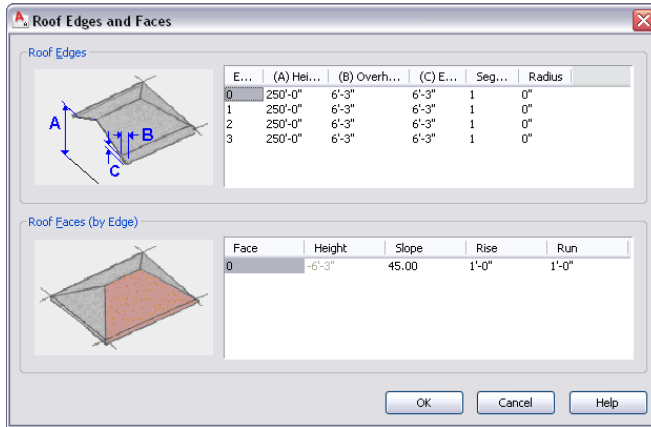 Roof Edges and Faces
Roof Edges
A
B
C
E... (A) Hei... (B) Overh... (C) E... Seg... Radius
0 250'-0" 6'-3" 6'-3" 1 0"
1 250'-0" 6'-3" 6'-3" 1 0"
2 250'-0" 6'-3" 6'-3" 1 0"
3 250'-0" 6'-3" 6'-3" 1 0"
Roof Faces (by Edge)
Face Height Slope Rise Run
0 -6'-3" 45.00 1'-0" 1'-0"
OK Cancel Help